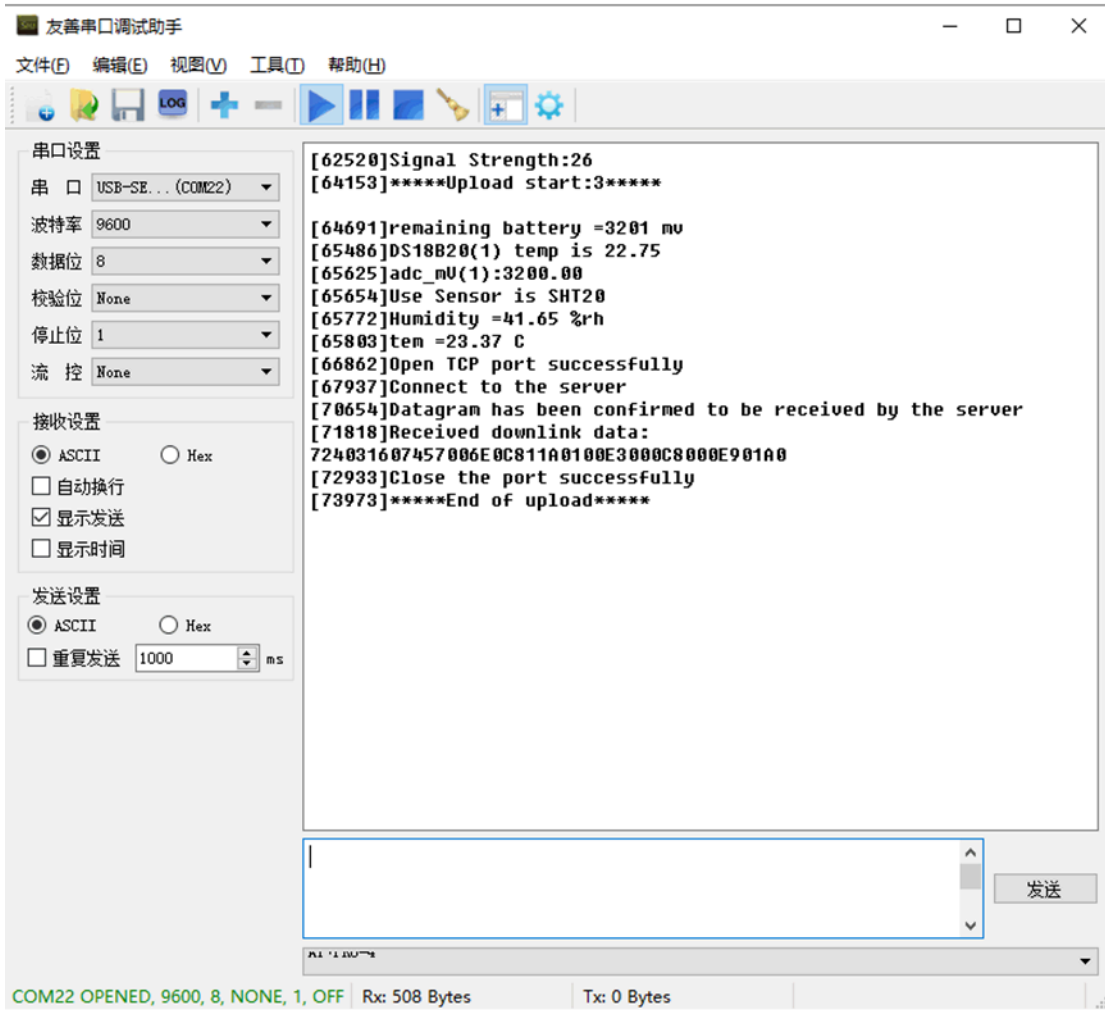 友善串口调试助手
文件(F) 编辑(E) 视图(V) 工具(T) 帮助(H)
LOG
串口设置
串 口 USB-SE...(COM22)
波特率 9600
数据位 8
校验位 None
停止位 1
流 控 None
接收设置
ASCII Hex
自动换行
显示发送
显示时间
发送设置
ASCII Hex
重复发送 1000 ms
[62520]Signal Strength:26
[64153]*****Upload start:3*****
[64691]remaining battery =3201 mv
[65486]DS18B20(1) temp is 22.75
[65625]adc_mV(1):3200.00
[65654]Use Sensor is SHT20
[65772]Humidity =41.65 %rh
[65803]tem =23.37 C
[66862]Open TCP port successfully
[67937]Connect to the server
[70654]Datagram has been confirmed to be received by the server
[71818]Received downlink data:
724031607457006E0C811A0100E3000C8000E901A0
[72933]Close the port successfully
[73973]*****End of upload*****
发送
COM22 OPENED, 9600, 8, NONE, 1, OFF Rx: 508 Bytes Tx: 0 Bytes